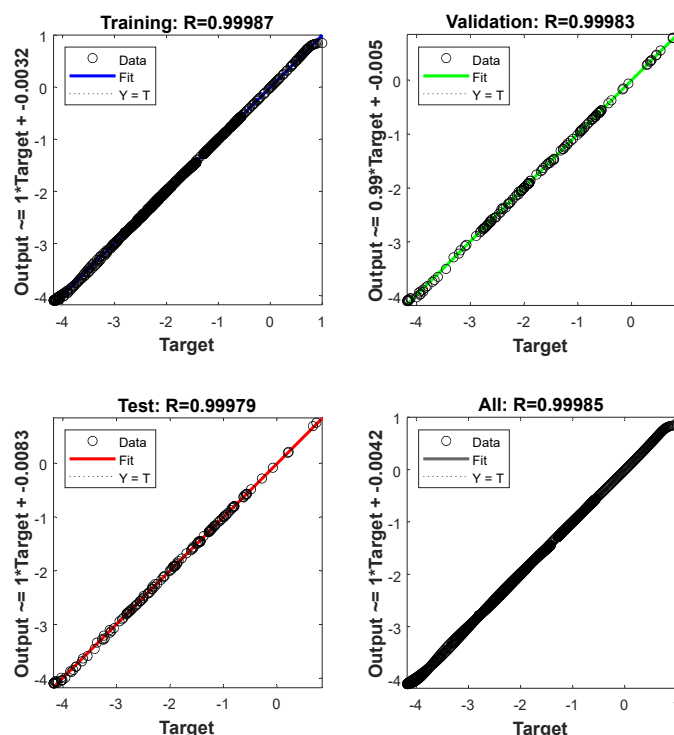 Training: R=0.99987
Output ~= 1*Target + -0.0032
1
0
-1
-2
-3
-4
Data
Fit
Y = T
-4 -3 -2 -1 0 1
Target
Validation: R=0.99983
Output ~= 0.99*Target + -0.005
0
-1
-2
-3
-4
Data
Fit
Y = T
-4 -3 -2 -1 0
Target
Test: R=0.99979
Output ~= 1*Target + -0.0083
0
-1
-2
-3
-4
Data
Fit
Y = T
-4 -3 -2 -1 0
Target
All: R=0.99985
Output ~= 1*Target + -0.0042
1
0
-1
-2
-3
-4
Data
Fit
Y = T
-4 -3 -2 -1 0
Target